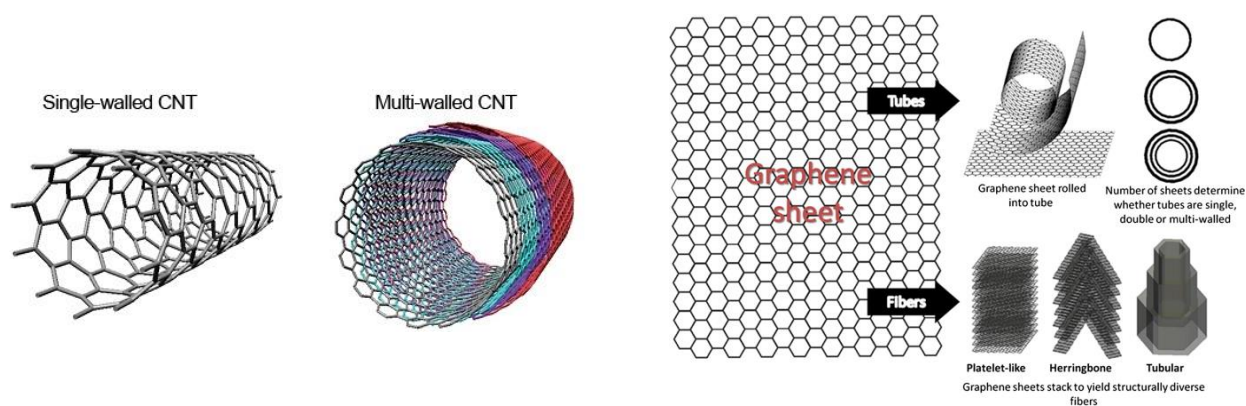 Single-walled CNT
Multi-walled CNT
Graphene
sheet
Tubes
Graphene sheet rolled
into tube
Number of sheets determine
whether tubes are single,
double or multi-walled
Fibers
Platelet-like
Herringbone
Tubular
Graphene sheets stack to yield structurally diverse
fibers